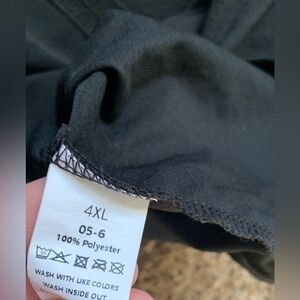 4XL
05-6
100% Polyester
WASH WITH LIKE COLORS
WASH INSIDE OUT